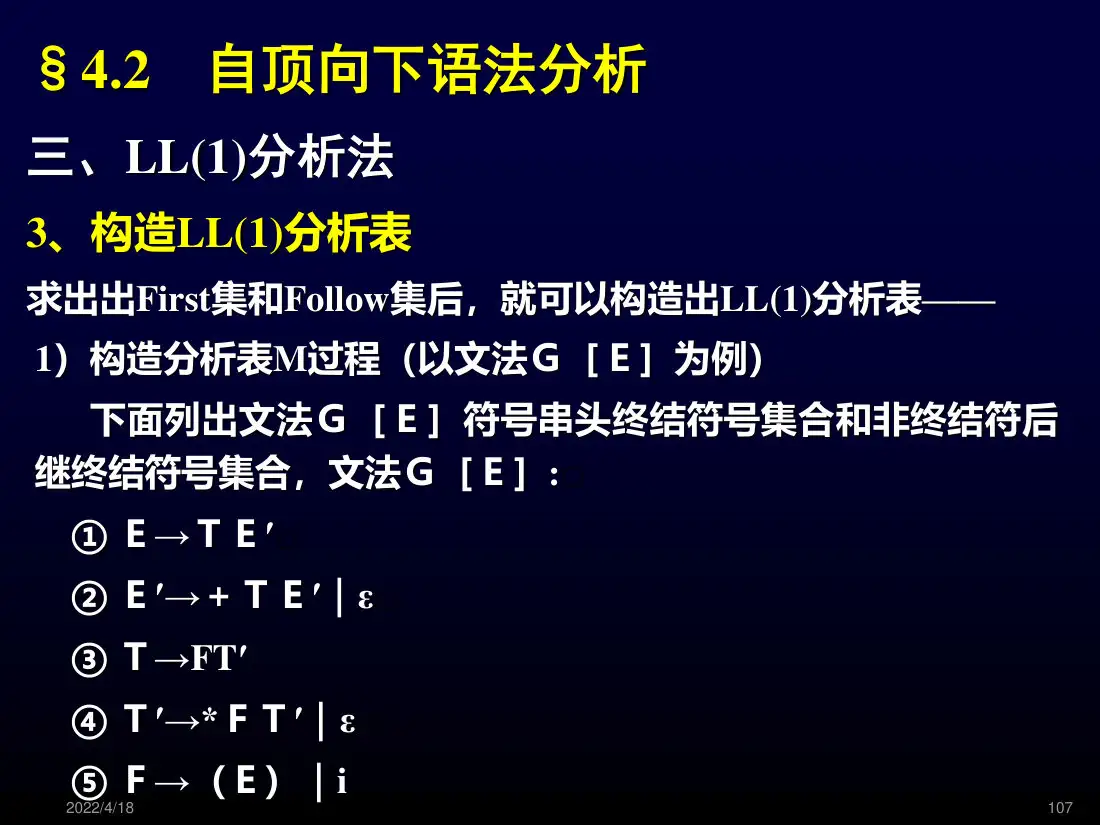 §4.2 自顶向下语法分析
三、LL(1)分析法
3、构造LL(1)分析表
求出出First集和Follow集后，就可以构造出LL(1)分析表——
1）构造分析表M过程（以文法Ｇ［Ｅ］为例）
下面列出文法Ｇ［Ｅ］符号串头终结符号集合和非终结符后
继终结符号集合，文法Ｇ［Ｅ］:
① Ｅ→ＴＥ′
② Ｅ′→＋ＴＥ′｜ε
③ Ｔ→FT′
④ Ｔ′→*ＦＴ′｜ε
⑤ Ｆ→（Ｅ）｜i
2022/4/18
107